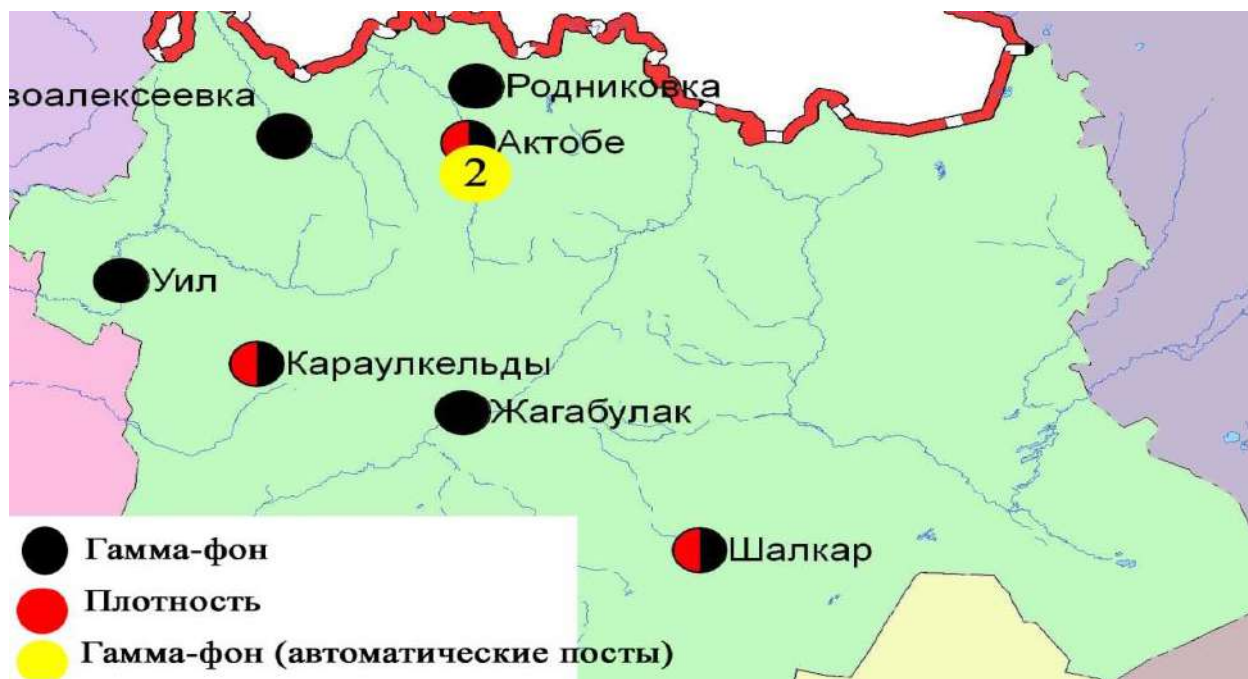 Родниковка
воалексеевка
Актобе
2
Уил
Караулкельды
Жагабулак
Шалкар
Гамма-фон
Плотность
Гамма-фон (автоматические посты)